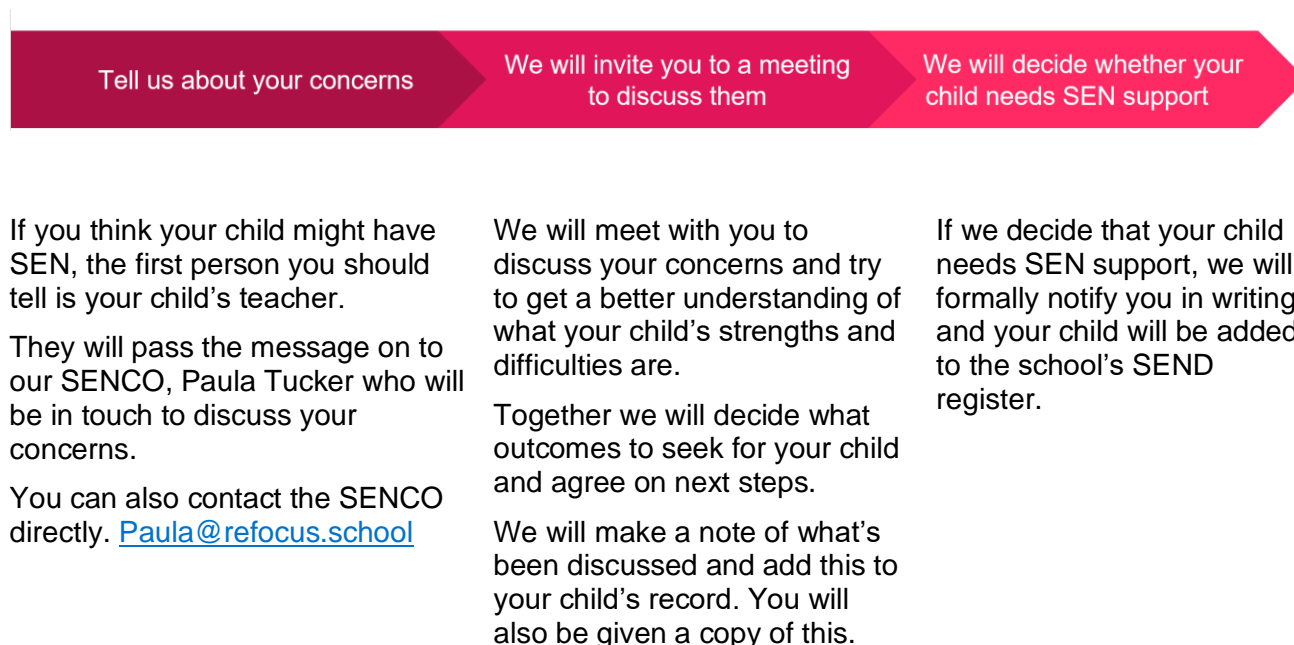 Tell us about your concerns
We will invite you to a meeting
to discuss them
We will decide whether your
child needs SEN support
If you think your child might have
SEN, the first person you should
tell is your child’s teacher.
They will pass the message on to
our SENCO, Paula Tucker who will
be in touch to discuss your
concerns.
You can also contact the SENCO
directly. Paula@refocus.school
We will meet with you to
discuss your concerns and try
to get a better understanding of
what your child’s strengths and
difficulties are.
Together we will decide what
outcomes to seek for your child
and agree on next steps.
We will make a note of what’s
been discussed and add this to
your child’s record. You will
also be given a copy of this.
If we decide that your child
needs SEN support, we will
formally notify you in writing
and your child will be added
to the school’s SEND
register.